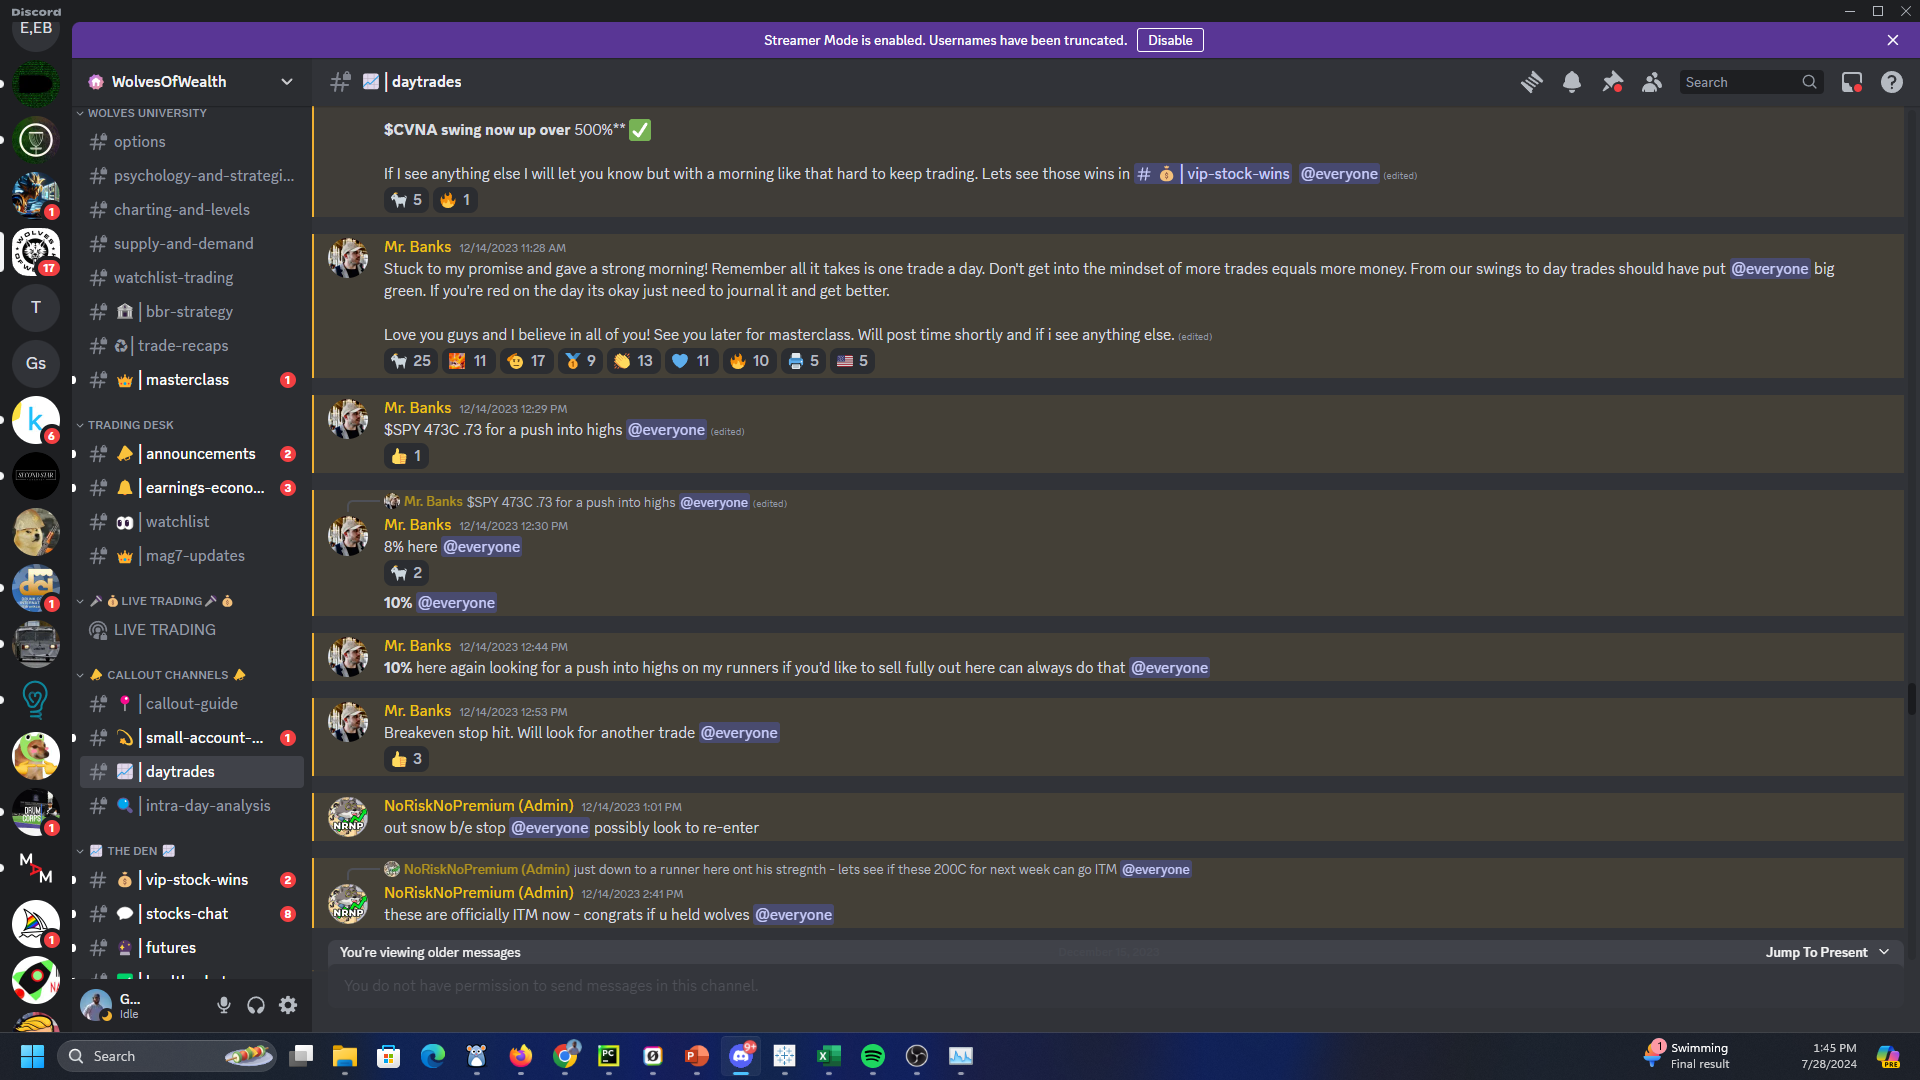 Discord
Streamer Mode is enabled. Usernames have been truncated. Disable
E,EB
1
17
T
Gs
k
6
SECOND STAR
dci
1
DRUM CORPS
1
M A M
1
WolvesOfWealth
WOLVES UNIVERSITY
options
psychology-and-strategi...
charting-and-levels
supply-and-demand
watchlist-trading
| bbr-strategy
| trade-recaps
| masterclass 1
TRADING DESK
| announcements 2
| earnings-econo... 3
| watchlist
| mag7-updates
LIVE TRADING
LIVE TRADING
CALLOUT CHANNELS
| callout-guide
| small-account-... 1
| daytrades
| intra-day-analysis
THE DEN
| vip-stock-wins 2
| stocks-chat 8
| futures
G...
Idle
| daytrades
Search
$CVNA swing now up over 500%**
If I see anything else I will let you know but with a morning like that hard to keep trading. Lets see those wins in # | vip-stock-wins @everyone (edited)
5 1
Mr. Banks 12/14/2023 11:28 AM
Stuck to my promise and gave a strong morning! Remember all it takes is one trade a day. Don't get into the mindset of more trades equals more money. From our swings to day trades should have put @everyone big
green. If you're red on the day its okay just need to journal it and get better.
Love you guys and I believe in all of you! See you later for masterclass. Will post time shortly and if i see anything else. (edited)
25 11 17 9 13 11 10 5 5
Mr. Banks 12/14/2023 12:29 PM
$SPY 473C .73 for a push into highs @everyone (edited)
1
Mr. Banks $SPY 473C .73 for a push into highs @everyone (edited)
Mr. Banks 12/14/2023 12:30 PM
8% here @everyone
2
10% @everyone
Mr. Banks 12/14/2023 12:44 PM
10% here again looking for a push into highs on my runners if you’d like to sell fully out here can always do that @everyone
Mr. Banks 12/14/2023 12:53 PM
Breakeven stop hit. Will look for another trade @everyone
3
NoRiskNoPremium (Admin) 12/14/2023 1:01 PM
out snow b/e stop @everyone possibly look to re-enter
NoRiskNoPremium (Admin) just down to a runner here ont his stregnth - lets see if these 200C for next week can go ITM @everyone
NoRiskNoPremium (Admin) 12/14/2023 2:41 PM
these are officially ITM now - congrats if u held wolves @everyone
NRNP
NRNP
You're viewing older messages Jump To Present
You do not have permission to send messages in this channel.
Search
PC
9+
1
Swimming
Final result
1:45 PM
7/28/2024
PRE